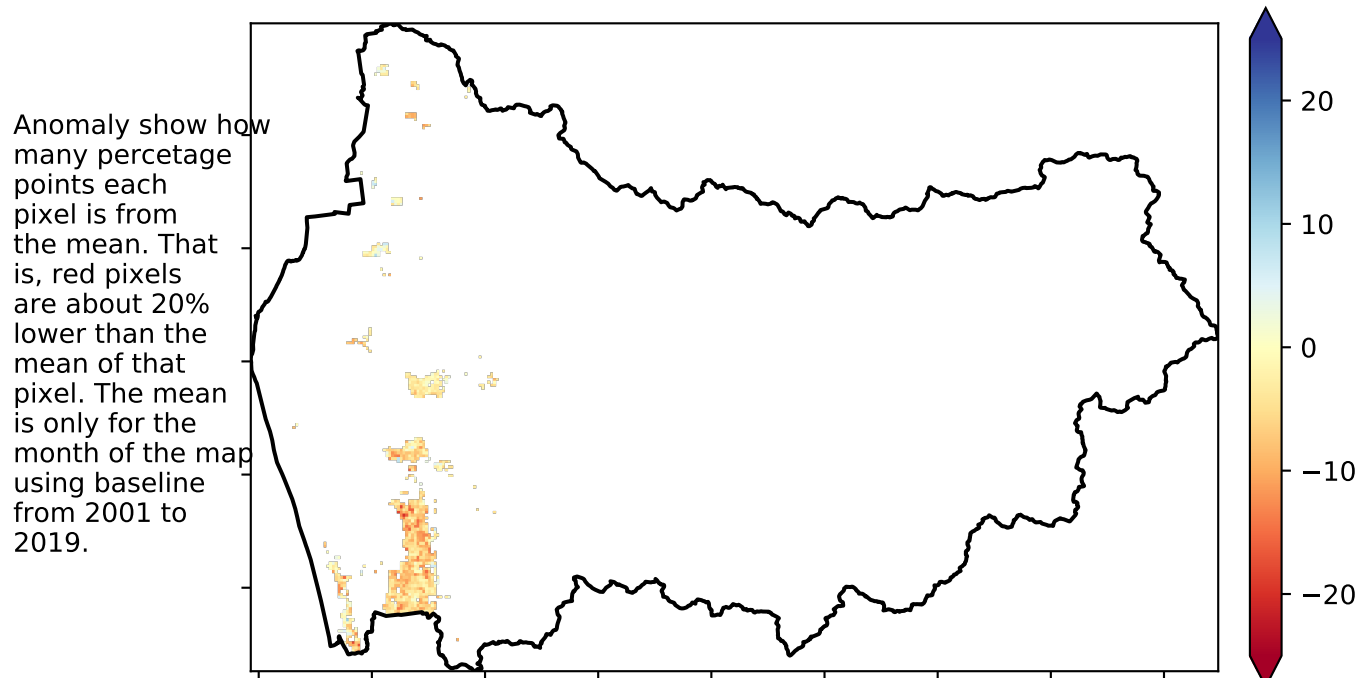 Anomaly show how
many percetage
points each
pixel is from
the mean. That
is, red pixels
are about 20%
lower than the
mean of that
pixel. The mean
is only for the
month of the map
using baseline
from 2001 to
2019.
20
10
0
−10
−20